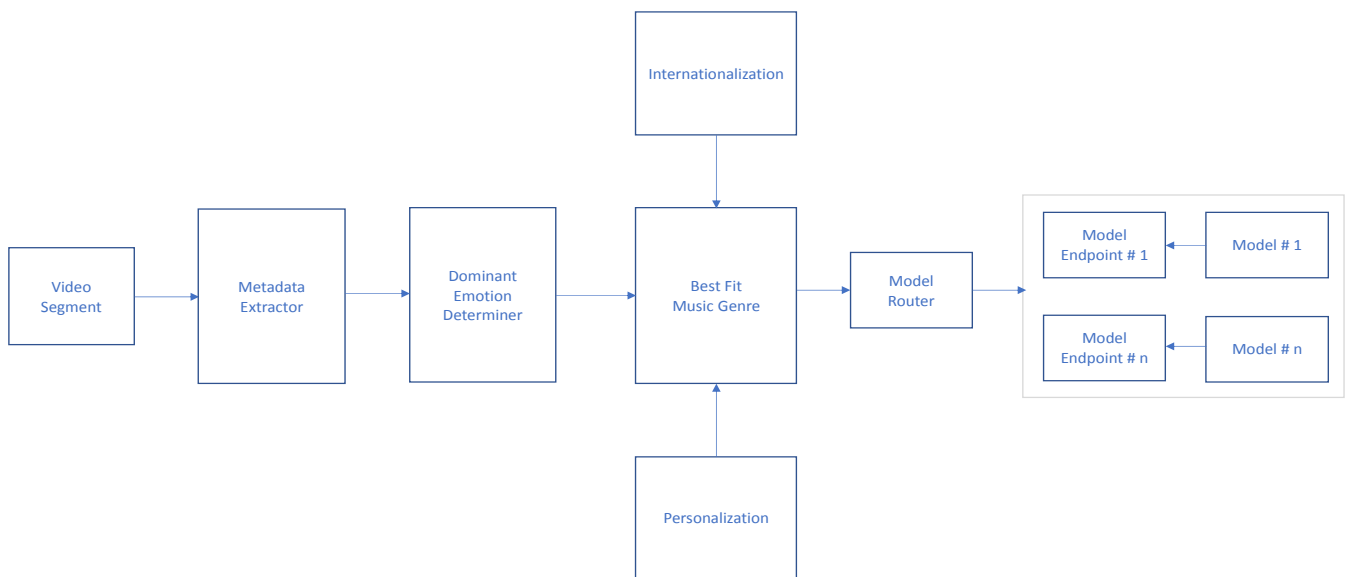 Internationalization
Video
Segment
Metadata
Extractor
Dominant
Emotion
Determiner
Best Fit
Music Genre
Model
Router
Model
Endpoint # 1
Model # 1
Model
Endpoint # n
Model # n
Personalization